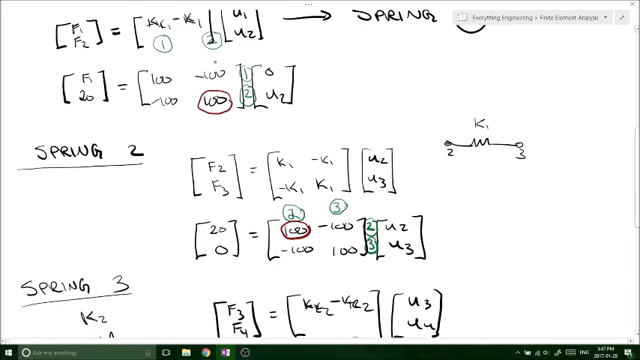 Everything Engineering > Finite Element Analysi
[F1 F2] = [K1 -K1] [u1 u2] → SPRING
① ②
[F1 20] = [100 -100 -100 100] ① ② [0 u2]
SPRING 2
K1
2 3
[F2 F3] = [K1 -K1 -K1 K1] [u2 u3]
② ③
[20 0] = [100 -100 -100 100] 2 3 [u2 u3]
SPRING 3
K2
[F3 F4] = [K2 -K2] [u3 u4]
Ask me anything
3:47 PM
2017-01-28